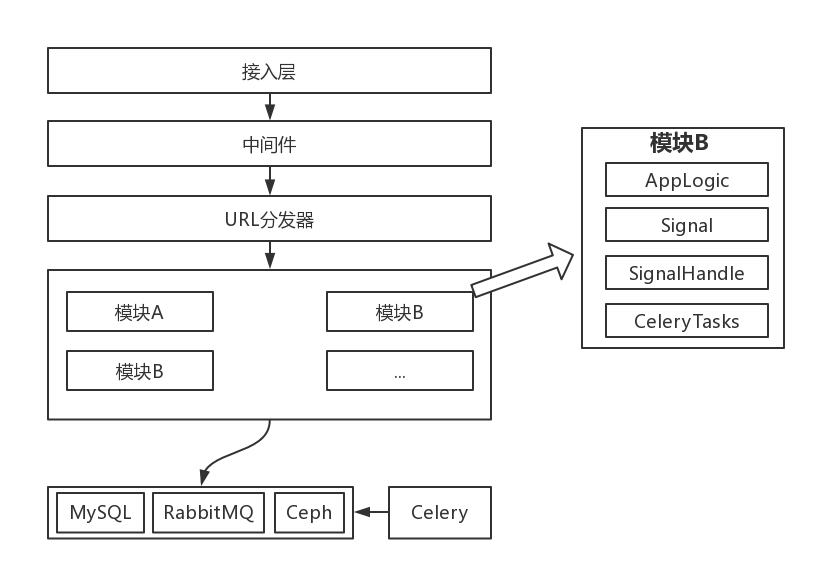 接入层
中间件
URL分发器
模块A
模块B
模块B
...
MySQL
RabbitMQ
Ceph
Celery
模块B
AppLogic
Signal
SignalHandle
CeleryTasks